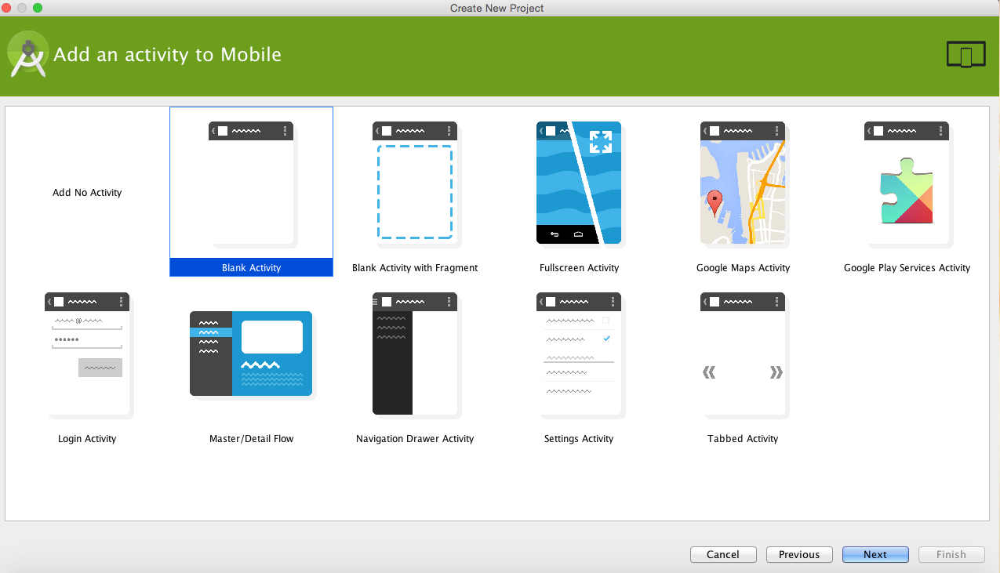 Create New Project
Add an activity to Mobile
Add No Activity
Blank Activity
Blank Activity with Fragment
Fullscreen Activity
Google Maps Activity
Google Play Services Activity
Login Activity
Master/Detail Flow
Navigation Drawer Activity
Settings Activity
Tabbed Activity
Cancel
Previous
Next
Finish